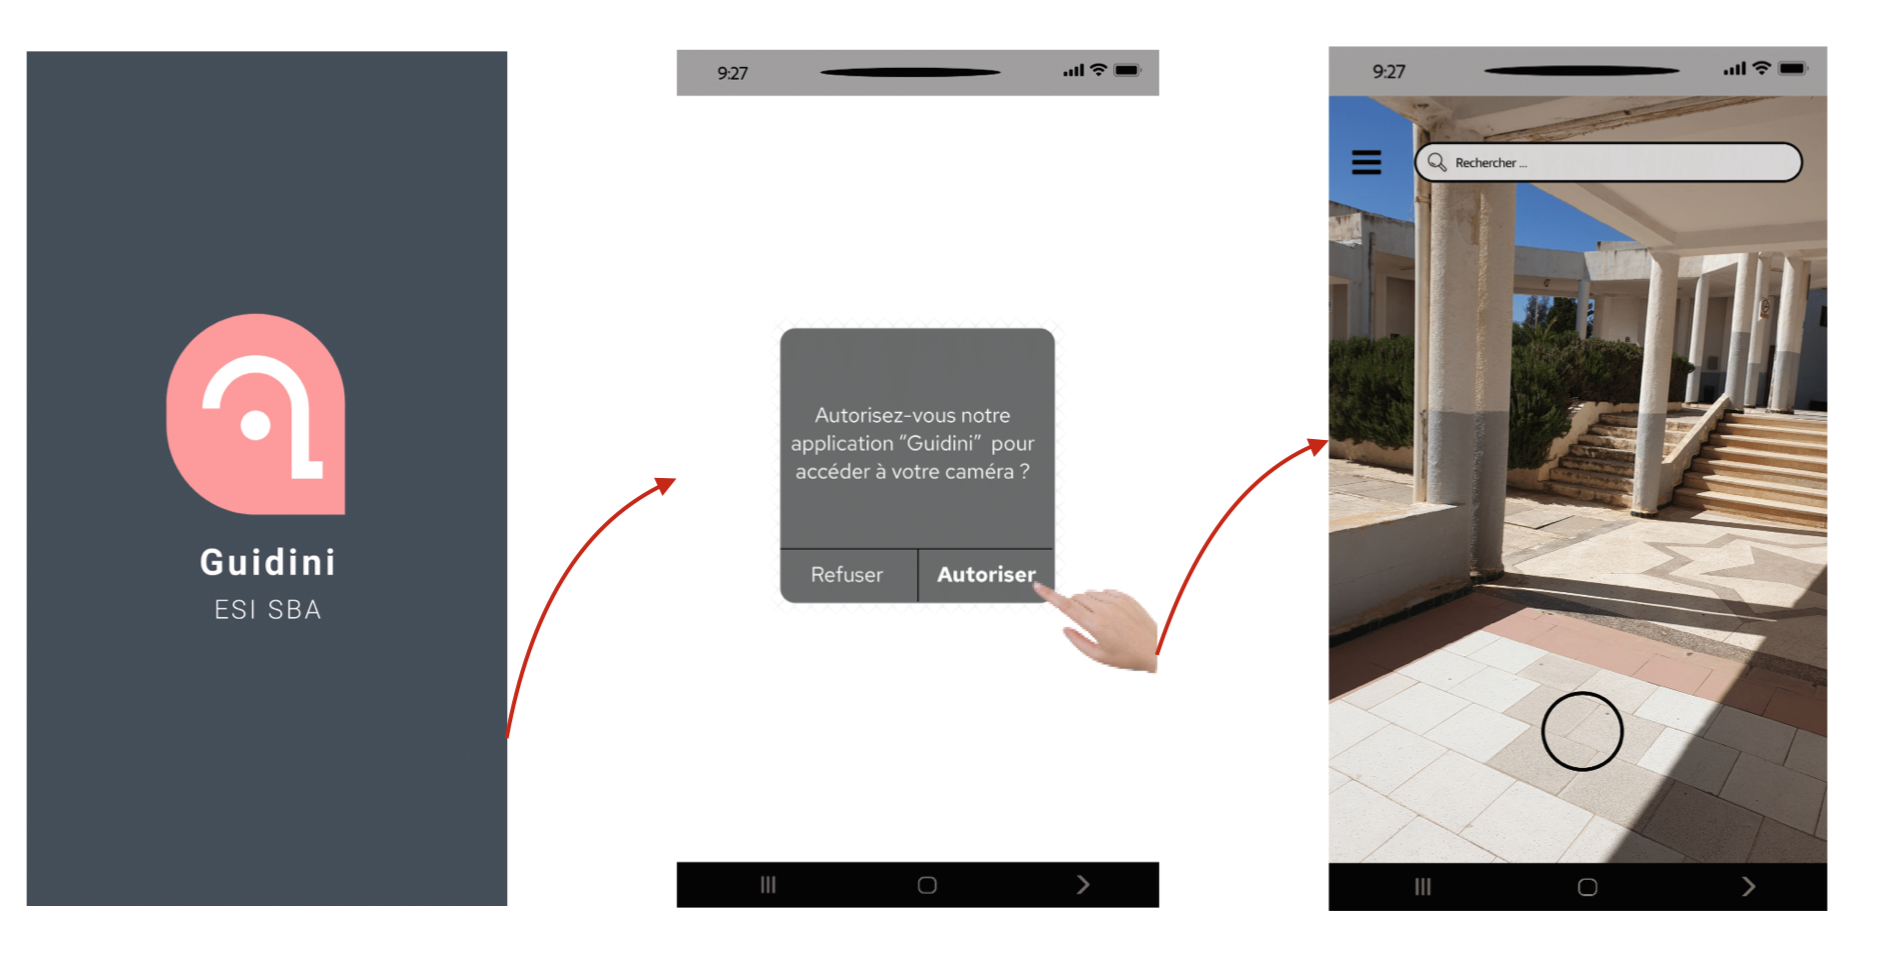 Guidini
ESI SBA
9:27
Autorisez-vous notre
application “Guidini” pour
accéder à votre caméra ?
Refuser
Autoriser
9:27
Rechercher ...